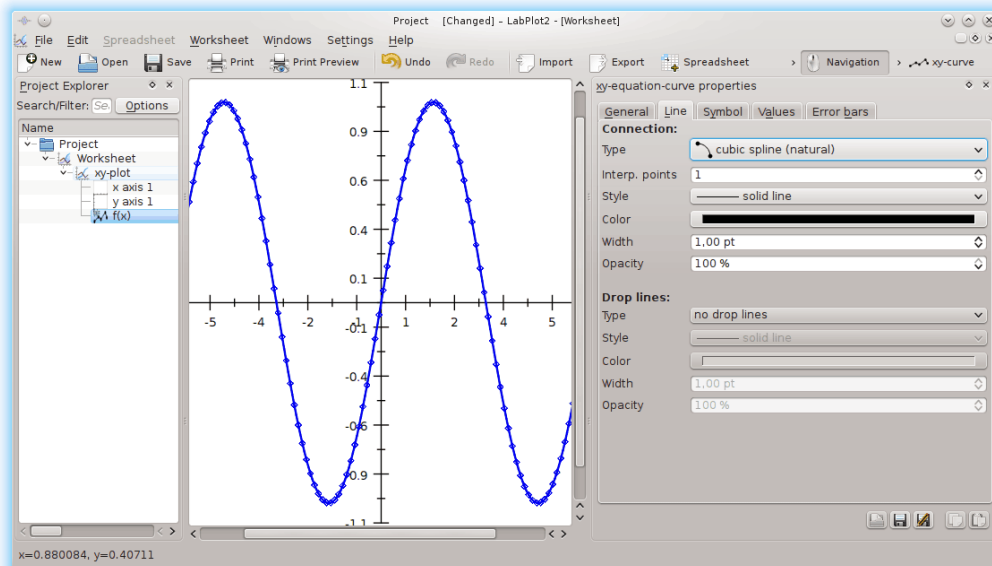 Project [Changed] – LabPlot2 - [Worksheet]
File Edit Spreadsheet Worksheet Windows Settings Help
New Open Save Print Print Preview Undo Redo Import Export Spreadsheet Navigation xy-curve
Project Explorer
Search/Filter: Se. Options
Name
Project
Worksheet
xy-plot
x axis 1
y axis 1
f(x)
1.1
0.9
0.6
0.4
0.1
-5 -4 -2 -1 1 2 4 5
-0.1
-0.4
-0.6
-0.9
-1.1
xy-equation-curve properties
General Line Symbol Values Error bars
Connection:
Type cubic spline (natural)
Interp. points 1
Style solid line
Color
Width 1,00 pt
Opacity 100 %
Drop lines:
Type no drop lines
Style solid line
Color
Width 1,00 pt
Opacity 100 %
x=0.880084, y=0.40711